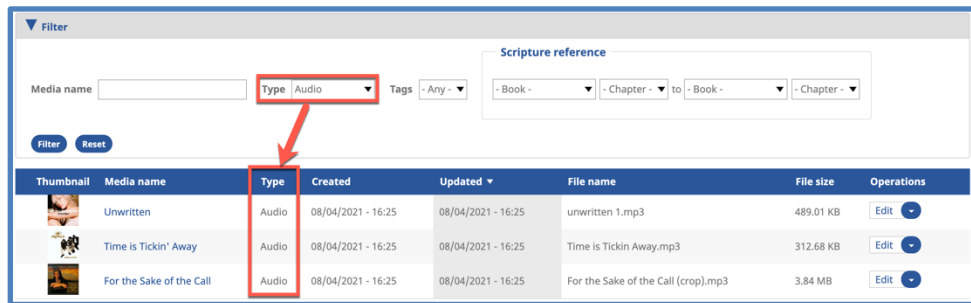 Filter
Scripture reference
Media name Type Audio Tags - Any - - Book - - Chapter - to - Book - - Chapter -
Filter Reset
Thumbnail Media name Type Created Updated File name File size Operations
Unwritten Audio 08/04/2021 - 16:25 08/04/2021 - 16:25 unwritten 1.mp3 489.01 KB Edit
Time is Tickin' Away Audio 08/04/2021 - 16:25 08/04/2021 - 16:25 Time is Tickin Away.mp3 312.68 KB Edit
For the Sake of the Call Audio 08/04/2021 - 16:25 08/04/2021 - 16:25 For the Sake of the Call (crop).mp3 3.84 MB Edit